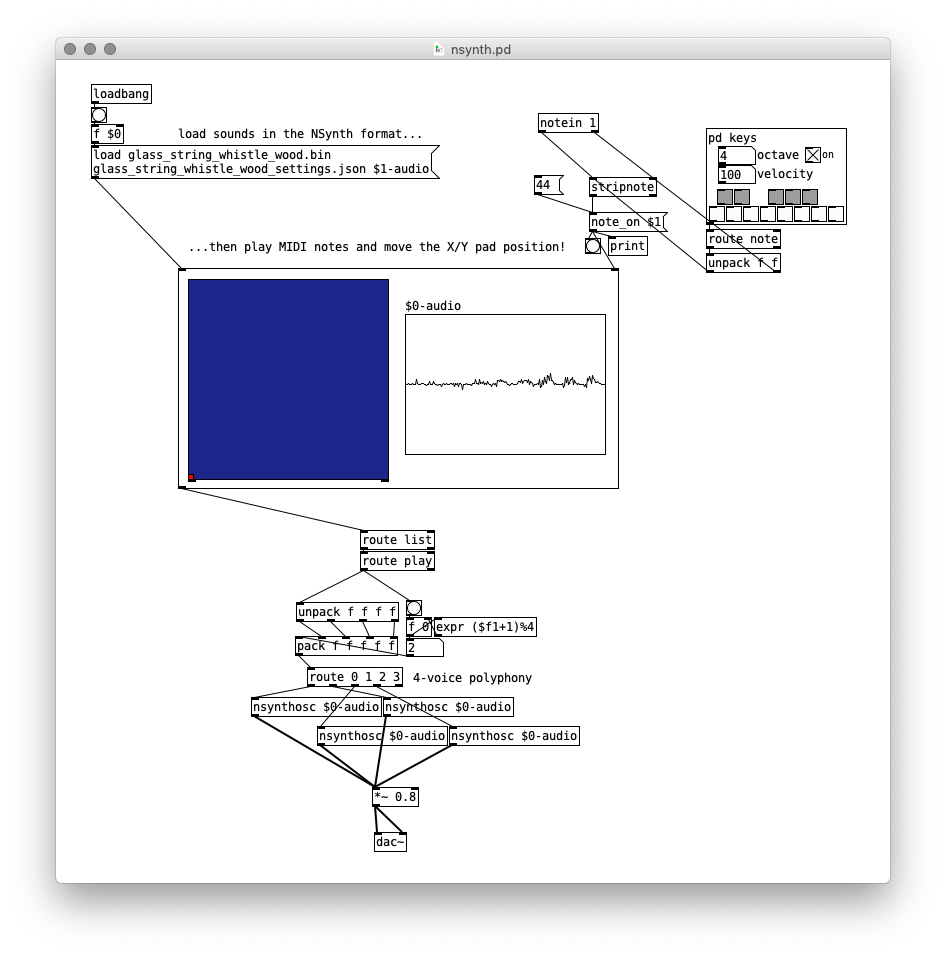 nsynth.pd
loadbang
f $0
load sounds in the NSynth format...
load glass_string_whistle_wood.bin
glass_string_whistle_wood_settings.json $1-audio
notein 1
pd keys
4
octave
on
100
velocity
44
stripnote
note_on $1
print
route note
unpack f f
...then play MIDI notes and move the X/Y pad position!
$0-audio
route list
route play
unpack f f f f
f 0
expr ($f1+1)%4
pack f f f f f
2
route 0 1 2 3
4-voice polyphony
nsynthosc $0-audio
nsynthosc $0-audio
nsynthosc $0-audio
nsynthosc $0-audio
*~ 0.8
dac~